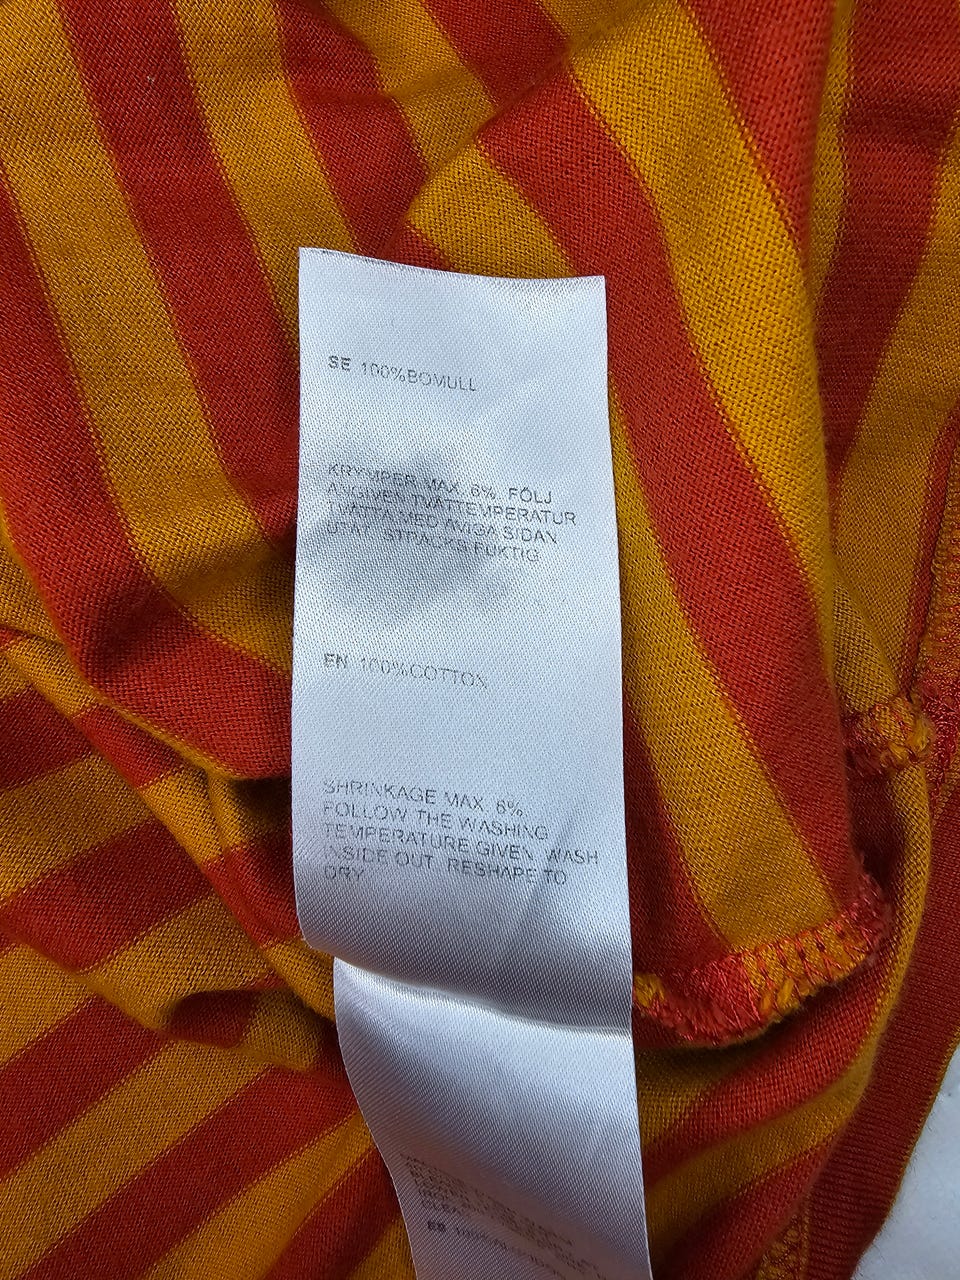 SE 100%BOMULL
KRYMPER MAX 6% FÖLJ
ANGIVEN TVÄTTEMPERATUR
TVÄTTA MED AVIGA SIDAN
UTÅT STRÄCKS FUKTIG
EN 100%COTTON
SHRINKAGE MAX 6%
FOLLOW THE WASHING
TEMPERATURE GIVEN WASH
INSIDE OUT RESHAPE TO
DRY